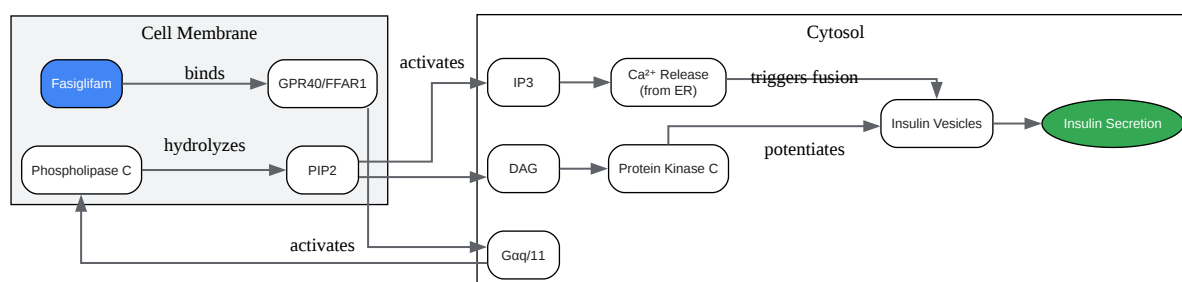 Cell Membrane
Cytosol
Fasiglifam
binds
GPR40/FFAR1
activates
IP3
Ca²⁺ Release
(from ER)
triggers fusion
Insulin Vesicles
Insulin Secretion
Phospholipase C
hydrolyzes
PIP2
DAG
Protein Kinase C
potentiates
activates
Gαq/11